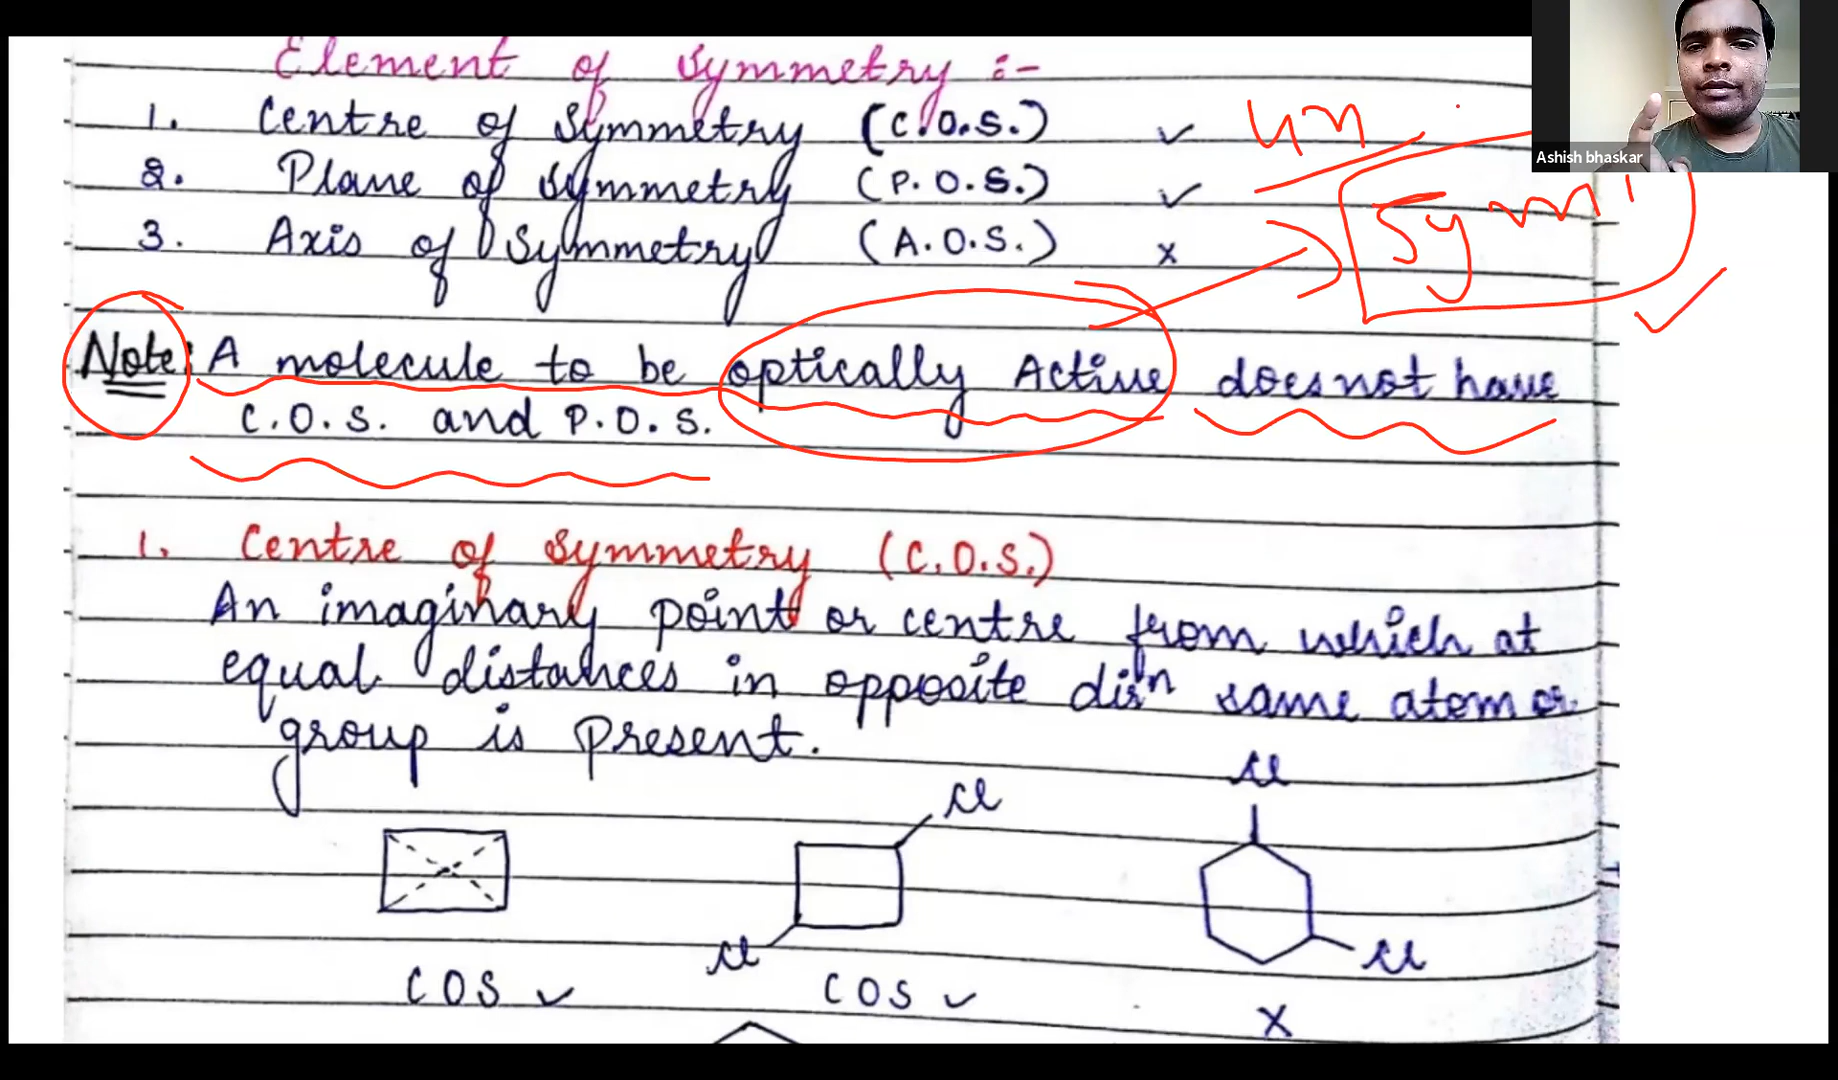 Element of Symmetry :-
1. Centre of Symmetry (C.O.S.) ✓
2. Plane of Symmetry (P.O.S.) ✓
3. Axis of Symmetry (A.O.S.) x
un
Symm
Ashish bhaskar
Note: A molecule to be optically Active does not have
C.O.S. and P.O.S.
1. Centre of Symmetry (C.O.S.)
An imaginary point or centre from which at
equal distances in opposite dirn same atom or
group is present.
Cl
Cl
Cl
Cl
COS ✓
COS ✓
X